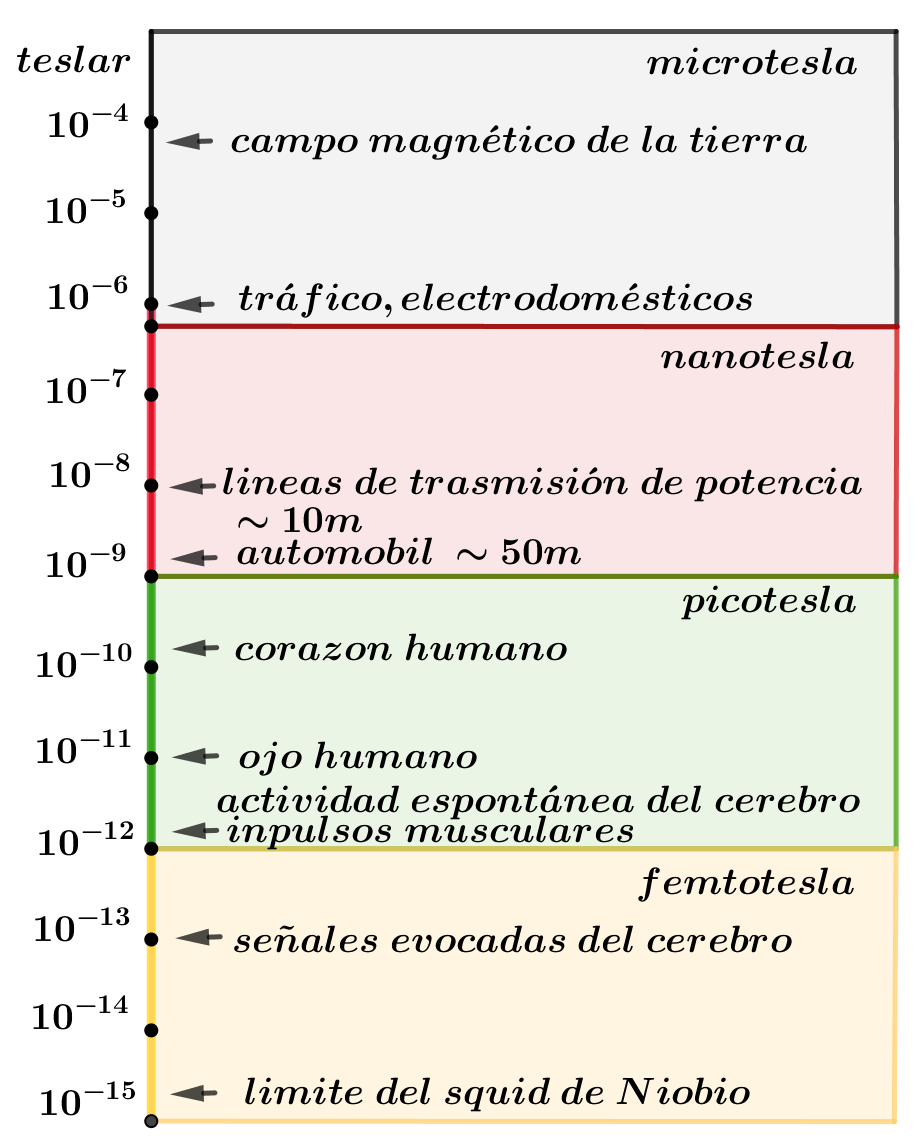 teslar
microtesla
10⁻⁴
campo magnético de la tierra
10⁻⁵
10⁻⁶
tráfico, electrodomésticos
nanotesla
10⁻⁷
10⁻⁸
lineas de trasmisión de potencia
~ 10m
10⁻⁹
automobil ~ 50m
picotesla
10⁻¹⁰
corazon humano
10⁻¹¹
ojo humano
actividad espontánea del cerebro
10⁻¹²
inpulsos musculares
femtotesla
10⁻¹³
señales evocadas del cerebro
10⁻¹⁴
10⁻¹⁵
limite del squid de Niobio